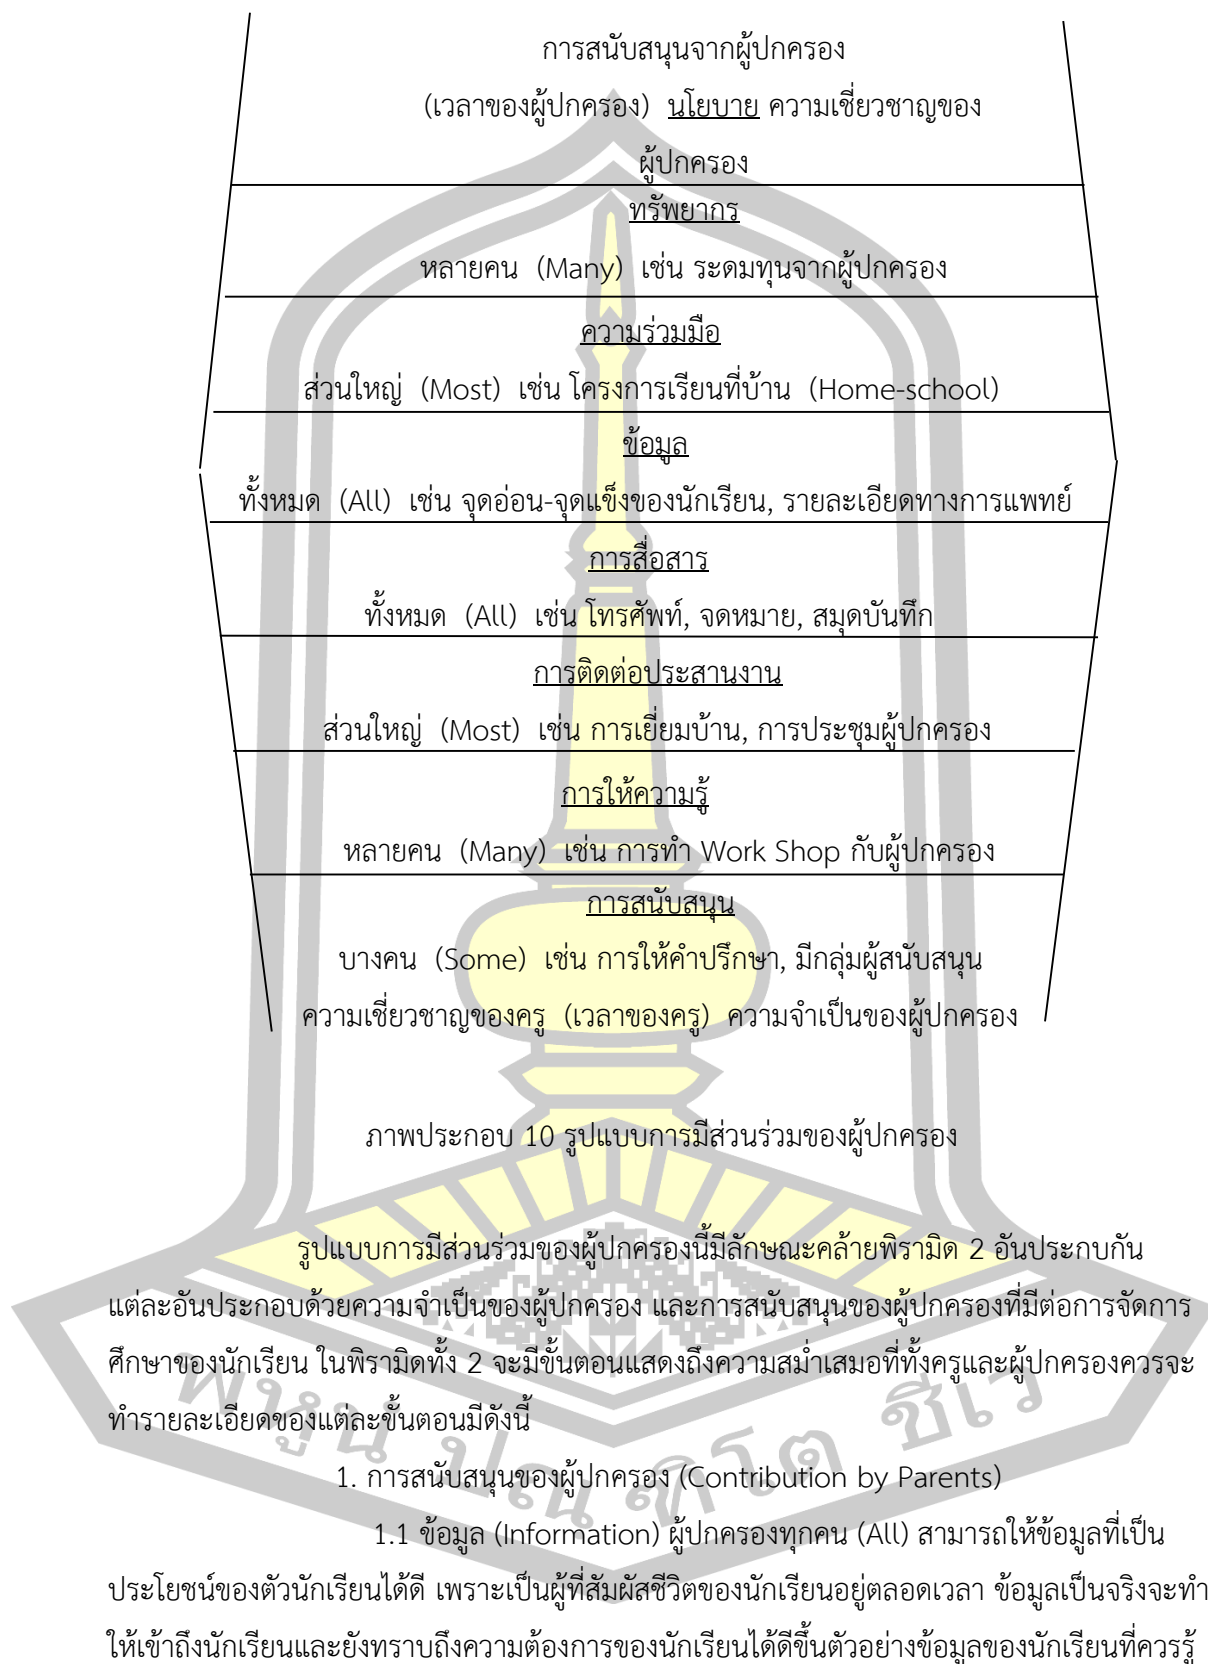 การสนับสนุนจากผู้ปกครอง
(เวลาของผู้ปกครอง) นโยบาย ความเชี่ยวชาญของ
ผู้ปกครอง
ทรัพยากร
หลายคน (Many) เช่น ระดมทุนจากผู้ปกครอง
ความร่วมมือ
ส่วนใหญ่ (Most) เช่น โครงการเรียนที่บ้าน (Home-school)
ข้อมูล
ทั้งหมด (All) เช่น จุดอ่อน-จุดแข็งของนักเรียน, รายละเอียดทางการแพทย์
การสื่อสาร
ทั้งหมด (All) เช่น โทรศัพท์, จดหมาย, สมุดบันทึก
การติดต่อประสานงาน
ส่วนใหญ่ (Most) เช่น การเยี่ยมบ้าน, การประชุมผู้ปกครอง
การให้ความรู้
หลายคน (Many) เช่น การทำ Work Shop กับผู้ปกครอง
การสนับสนุน
บางคน (Some) เช่น การให้คำปรึกษา, มีกลุ่มผู้สนับสนุน
ความเชี่ยวชาญของครู (เวลาของครู) ความจำเป็นของผู้ปกครอง
ภาพประกอบ 10 รูปแบบการมีส่วนร่วมของผู้ปกครอง
รูปแบบการมีส่วนร่วมของผู้ปกครองนี้มีลักษณะคล้ายพิรามิด 2 อันประกบกัน
แต่ละอันประกอบด้วยความจำเป็นของผู้ปกครอง และการสนับสนุนของผู้ปกครองที่มีต่อการจัดการ
ศึกษาของนักเรียน ในพิรามิดทั้ง 2 จะมีขั้นตอนแสดงถึงความสม่ำเสมอที่ทั้งครูและผู้ปกครองควรจะ
ทำรายละเอียดของแต่ละขั้นตอนมีดังนี้
พหูนํ ปณฺฑิโต ชีเว
1. การสนับสนุนของผู้ปกครอง (Contribution by Parents)
1.1 ข้อมูล (Information) ผู้ปกครองทุกคน (All) สามารถให้ข้อมูลที่เป็น
ประโยชน์ของตัวนักเรียนได้ดี เพราะเป็นผู้ที่สัมผัสชีวิตของนักเรียนอยู่ตลอดเวลา ข้อมูลเป็นจริงจะทำ
ให้เข้าถึงนักเรียนและยังทราบถึงความต้องการของนักเรียนได้ดีขึ้นตัวอย่างข้อมูลของนักเรียนที่ควรรู้